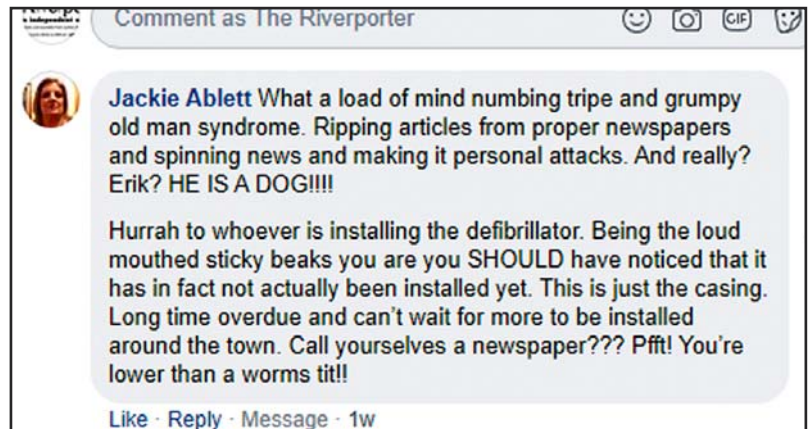 Comment as The Riverporter
GIF
Jackie Ablett What a load of mind numbing tripe and grumpy
old man syndrome. Ripping articles from proper newspapers
and spinning news and making it personal attacks. And really?
Erik? HE IS A DOG!!!!
Hurrah to whoever is installing the defibrillator. Being the loud
mouthed sticky beaks you are you SHOULD have noticed that it
has in fact not actually been installed yet. This is just the casing.
Long time overdue and can't wait for more to be installed
around the town. Call yourselves a newspaper??? Pfft! You're
lower than a worms tit!!
Like · Reply · Message · 1w